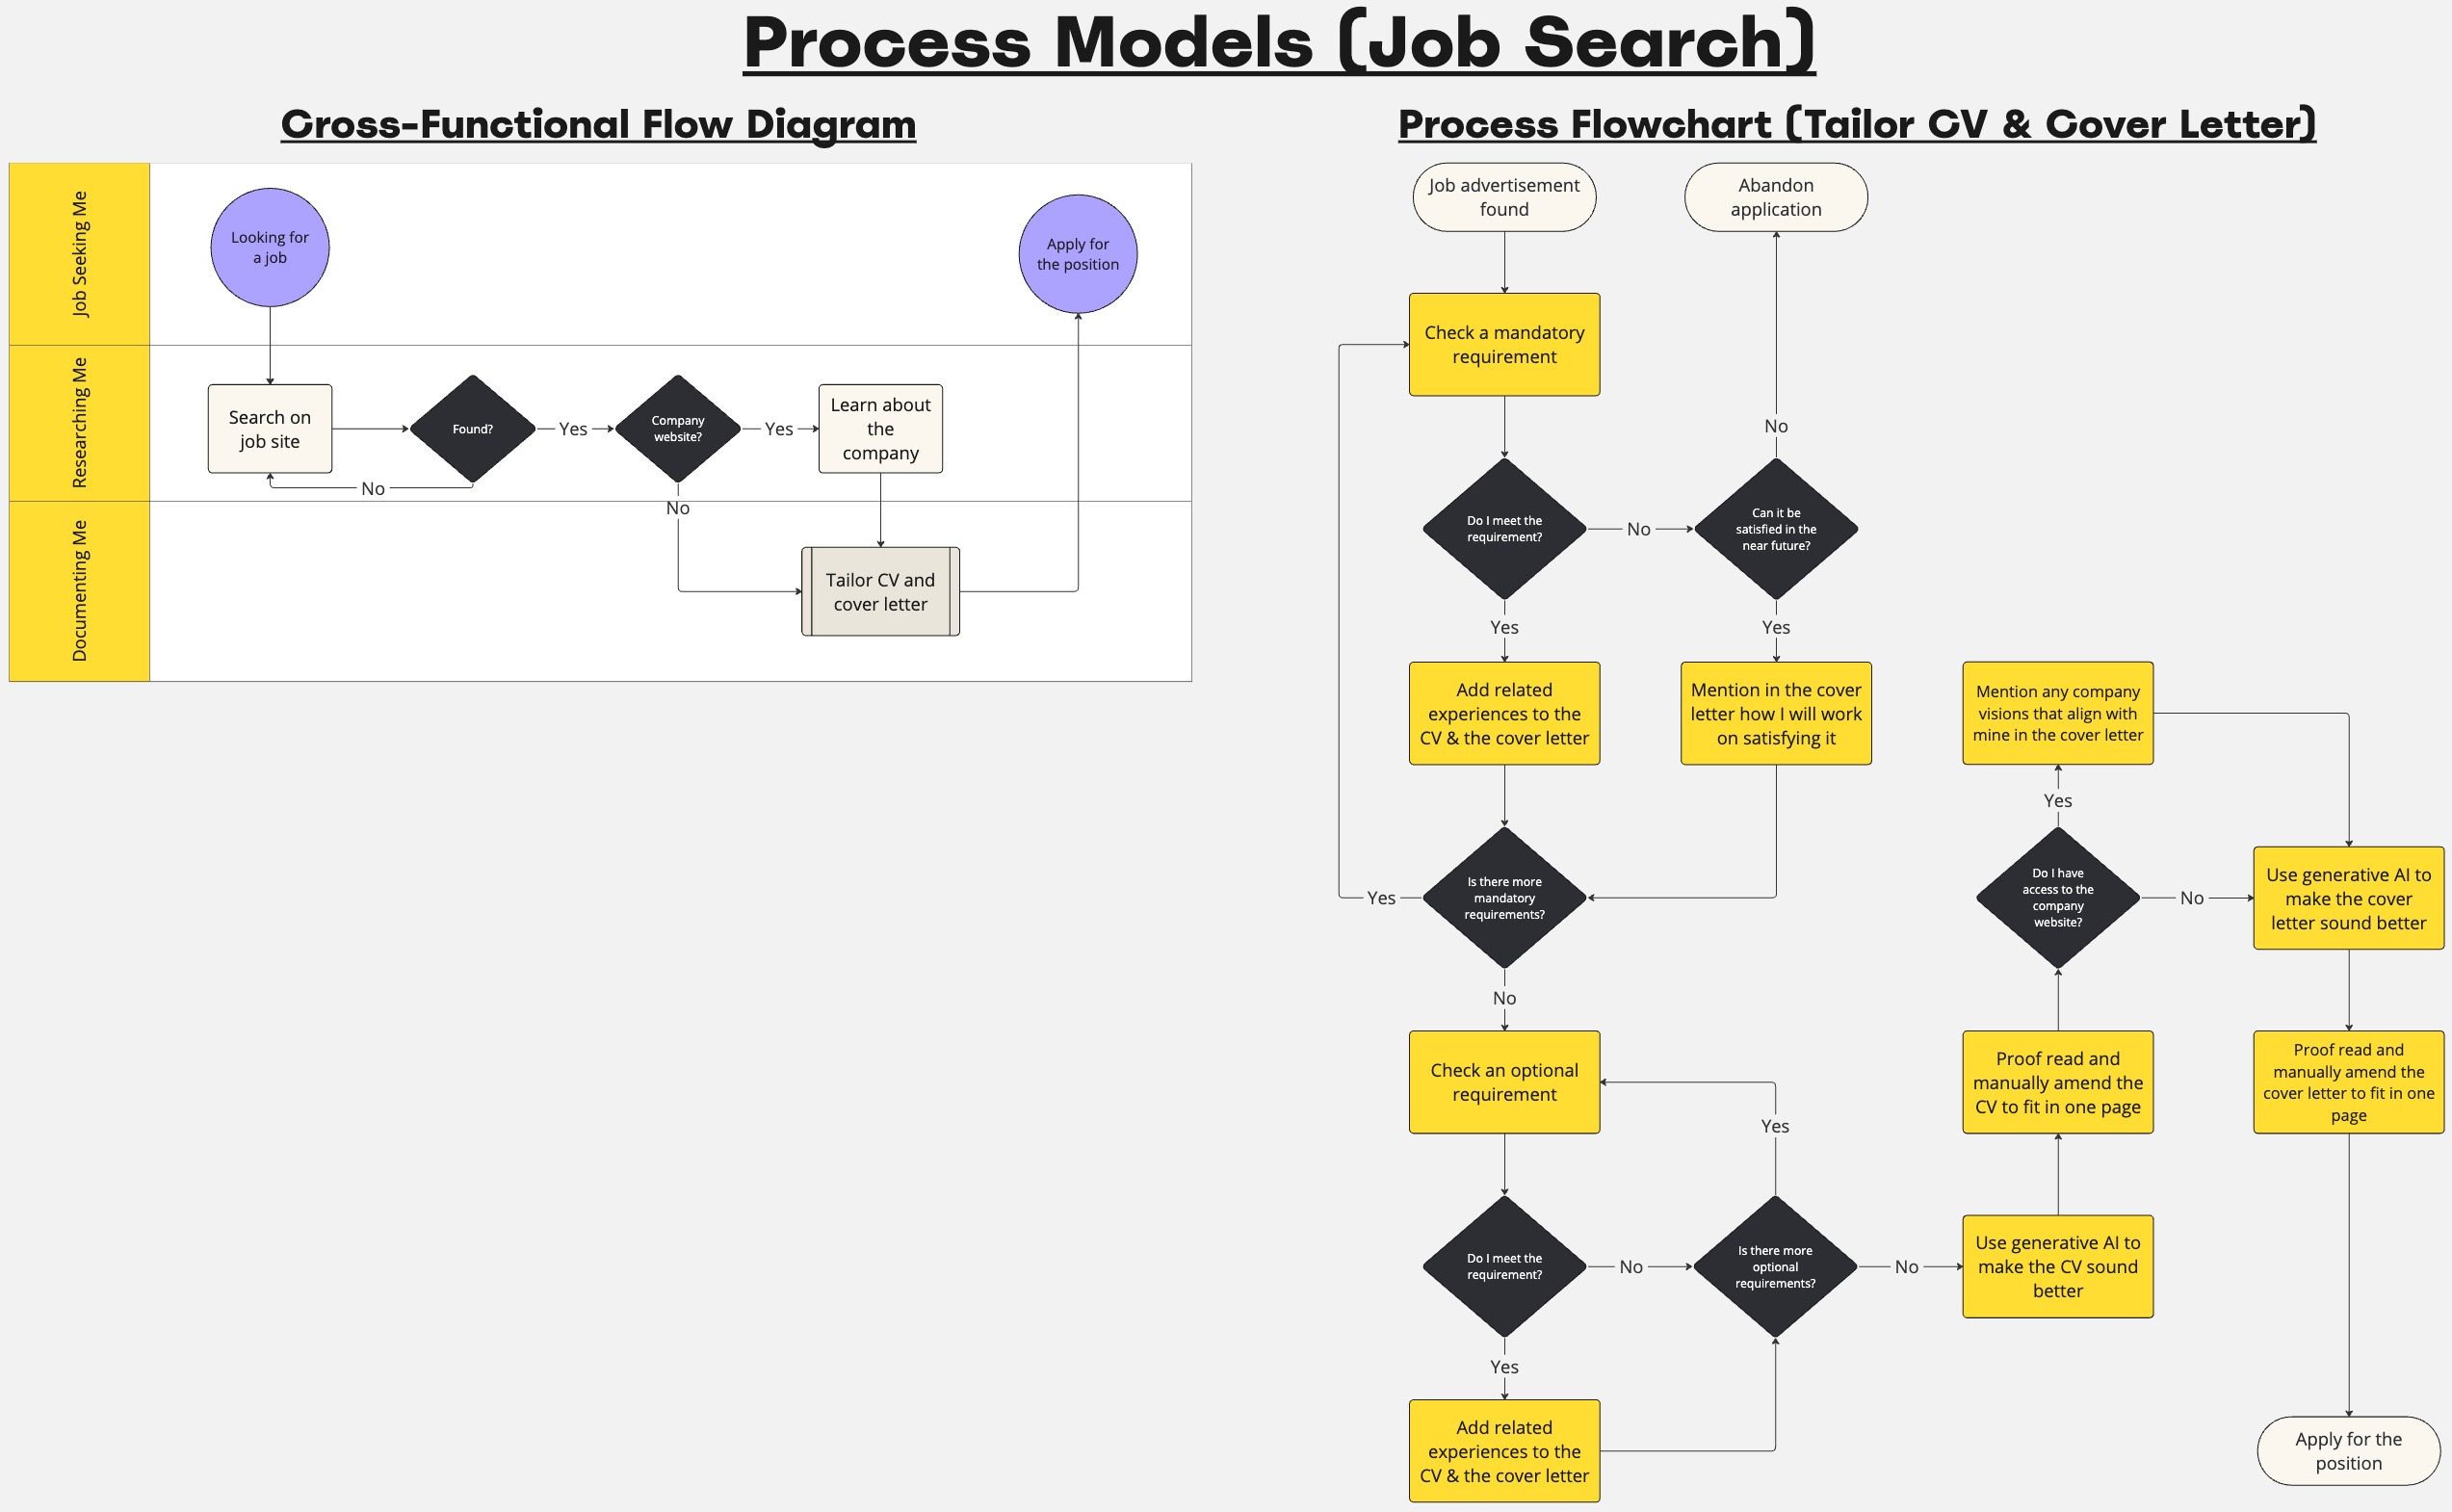 Process Models (Job Search)
Cross-Functional Flow Diagram
Job Seeking Me
Looking for
a job
Apply for
the position
Researching Me
Search on
job site
Found?
Yes
Company
website?
Yes
Learn about
the
company
No
No
Documenting Me
Tailor CV and
cover letter
Process Flowchart (Tailor CV & Cover Letter)
Job advertisement
found
Abandon
application
Check a mandatory
requirement
No
Do I meet the
requirement?
No
Can it be
satisfied in the
near future?
Yes
Yes
Add related
experiences to the
CV & the cover letter
Mention in the cover
letter how I will work
on satisfying it
Mention any company
visions that align with
mine in the cover letter
Yes
Yes
Is there more
mandatory
requirements?
Do I have
access to the
company
website?
No
Use generative AI to
make the cover
letter sound better
No
Check an optional
requirement
Proof read and
manually amend the
CV to fit in one page
Proof read and
manually amend the
cover letter to fit in one
page
Yes
Do I meet the
requirement?
No
Is there more
optional
requirements?
No
Use generative AI to
make the CV sound
better
Yes
Add related
experiences to the
CV & the cover letter
Apply for the
position